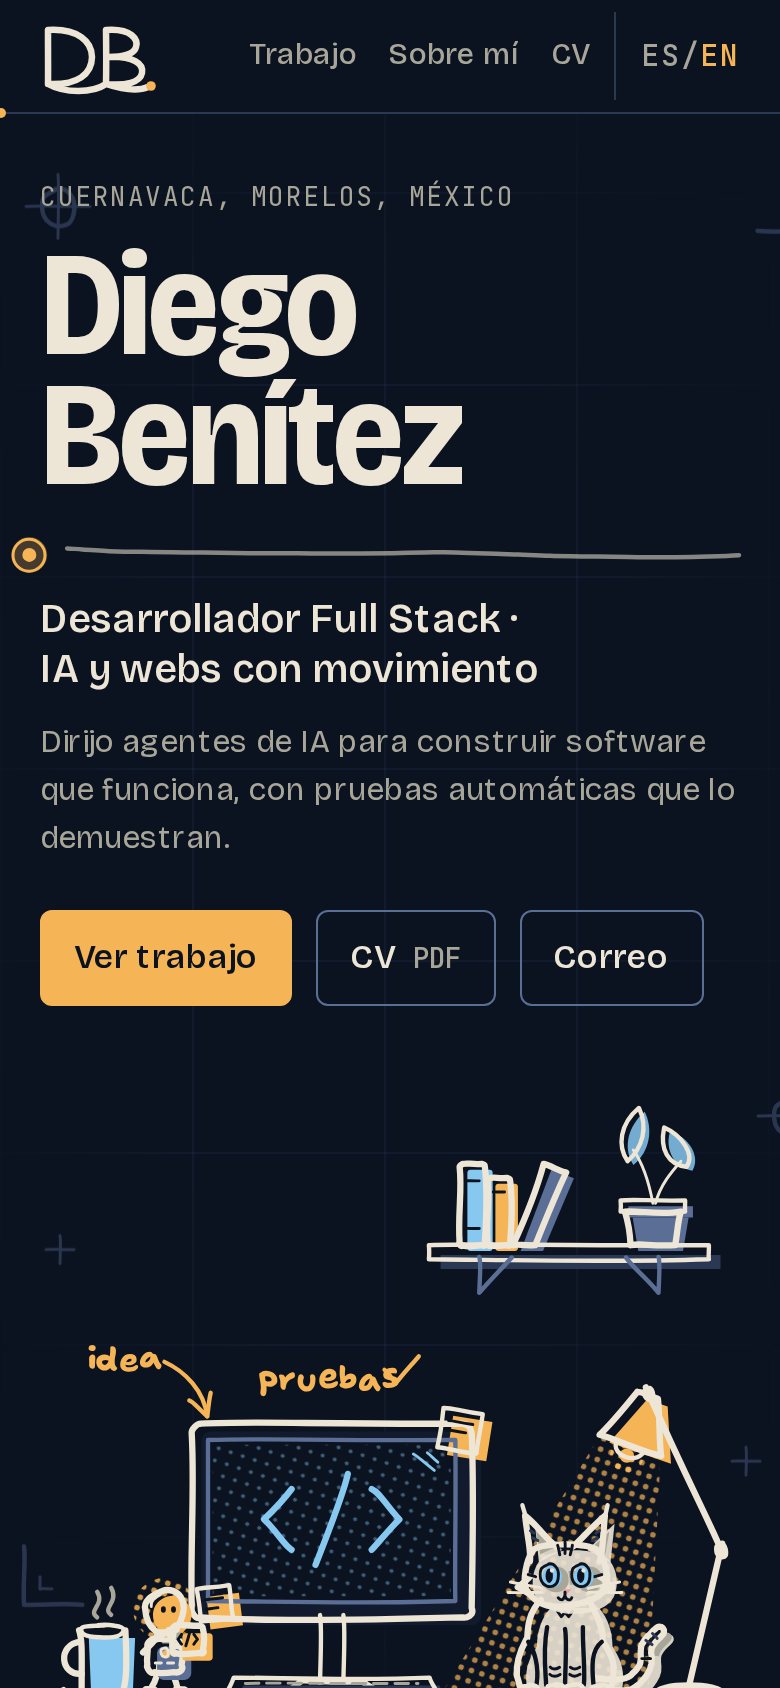 DB.
Trabajo Sobre mí CV ES/EN
CUERNAVACA, MORELOS, MÉXICO
Diego
Benítez
Desarrollador Full Stack ·
IA y webs con movimiento
Dirijo agentes de IA para construir software
que funciona, con pruebas automáticas que lo
demuestran.
Ver trabajo
CV PDF
Correo
idea
pruebas
</>
</>